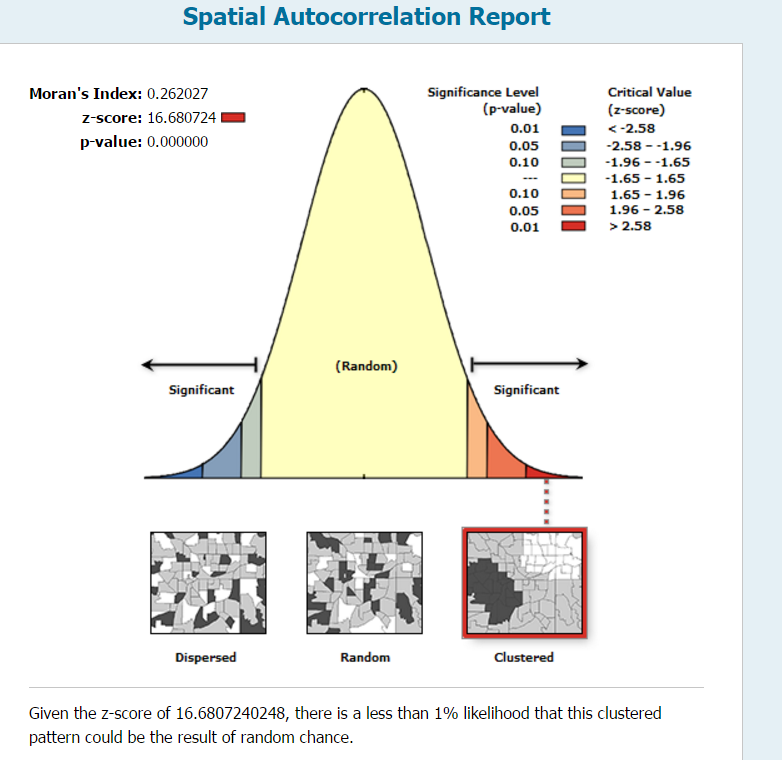 Spatial Autocorrelation Report
Moran's Index: 0.262027
z-score: 16.680724
p-value: 0.000000
Significance Level Critical Value
(p-value) (z-score)
0.01 < -2.58
0.05 -2.58 - -1.96
0.10 -1.96 - -1.65
--- -1.65 - 1.65
0.10 1.65 - 1.96
0.05 1.96 - 2.58
0.01 > 2.58
(Random)
Significant Significant
Dispersed Random Clustered
Given the z-score of 16.6807240248, there is a less than 1% likelihood that this clustered
pattern could be the result of random chance.